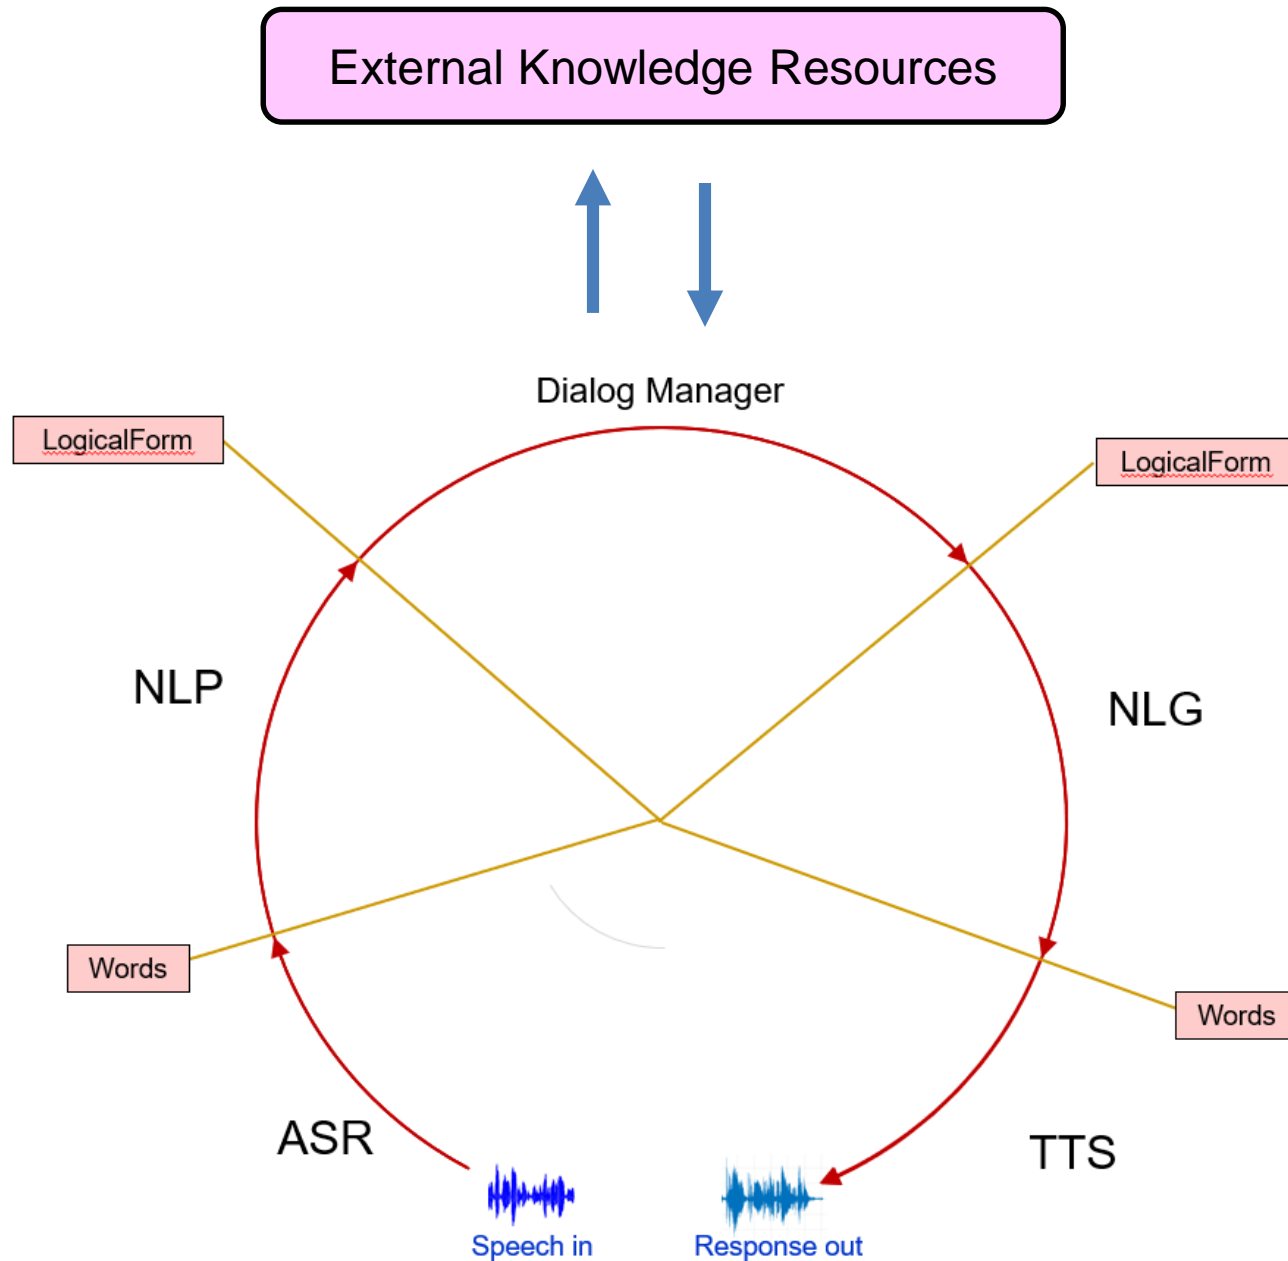 External Knowledge Resources
Dialog Manager
LogicalForm
LogicalForm
NLP
NLG
Words
Words
ASR
TTS
Speech in
Response out